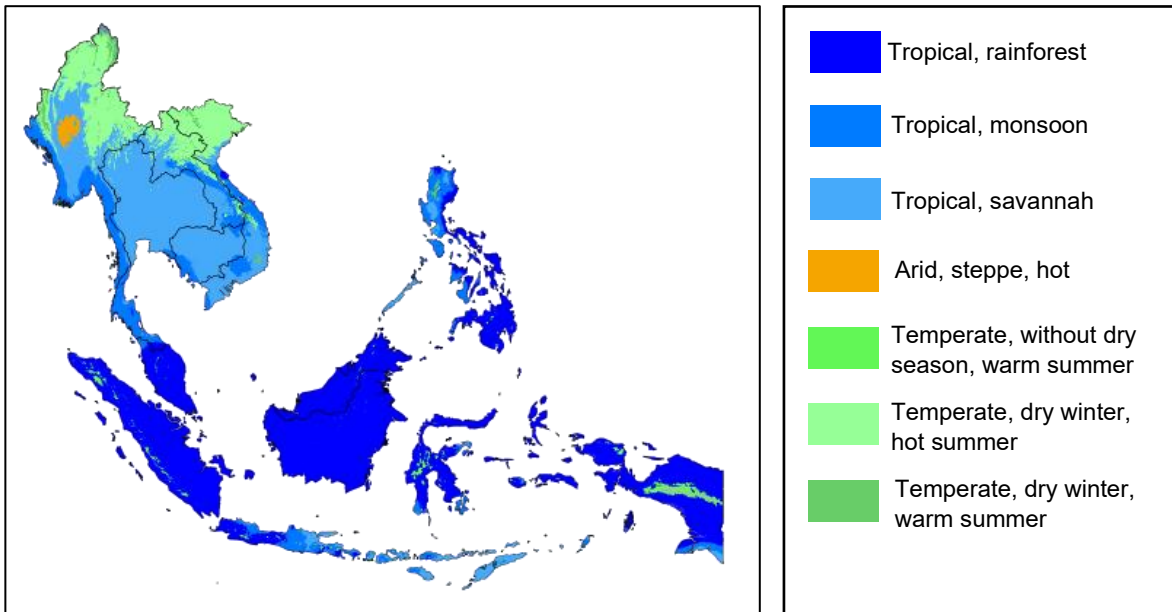 Tropical, rainforest
Tropical, monsoon
Tropical, savannah
Arid, steppe, hot
Temperate, without dry
season, warm summer
Temperate, dry winter,
hot summer
Temperate, dry winter,
warm summer